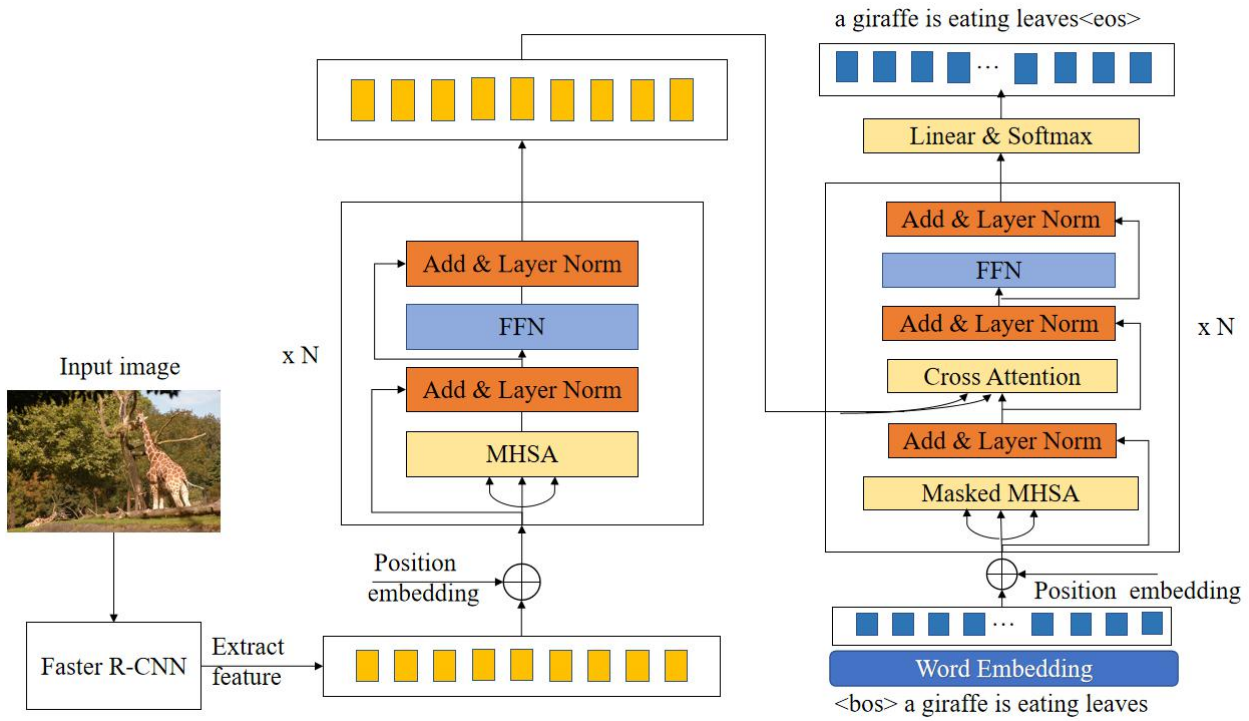 a giraffe is eating leaves<eos>
Linear & Softmax
Add & Layer Norm
FFN
Add & Layer Norm
Cross Attention
Add & Layer Norm
Masked MHSA
x N
Position embedding
Word Embedding
<bos> a giraffe is eating leaves
Add & Layer Norm
FFN
Add & Layer Norm
MHSA
x N
Position
embedding
Input image
Faster R-CNN
Extract
feature